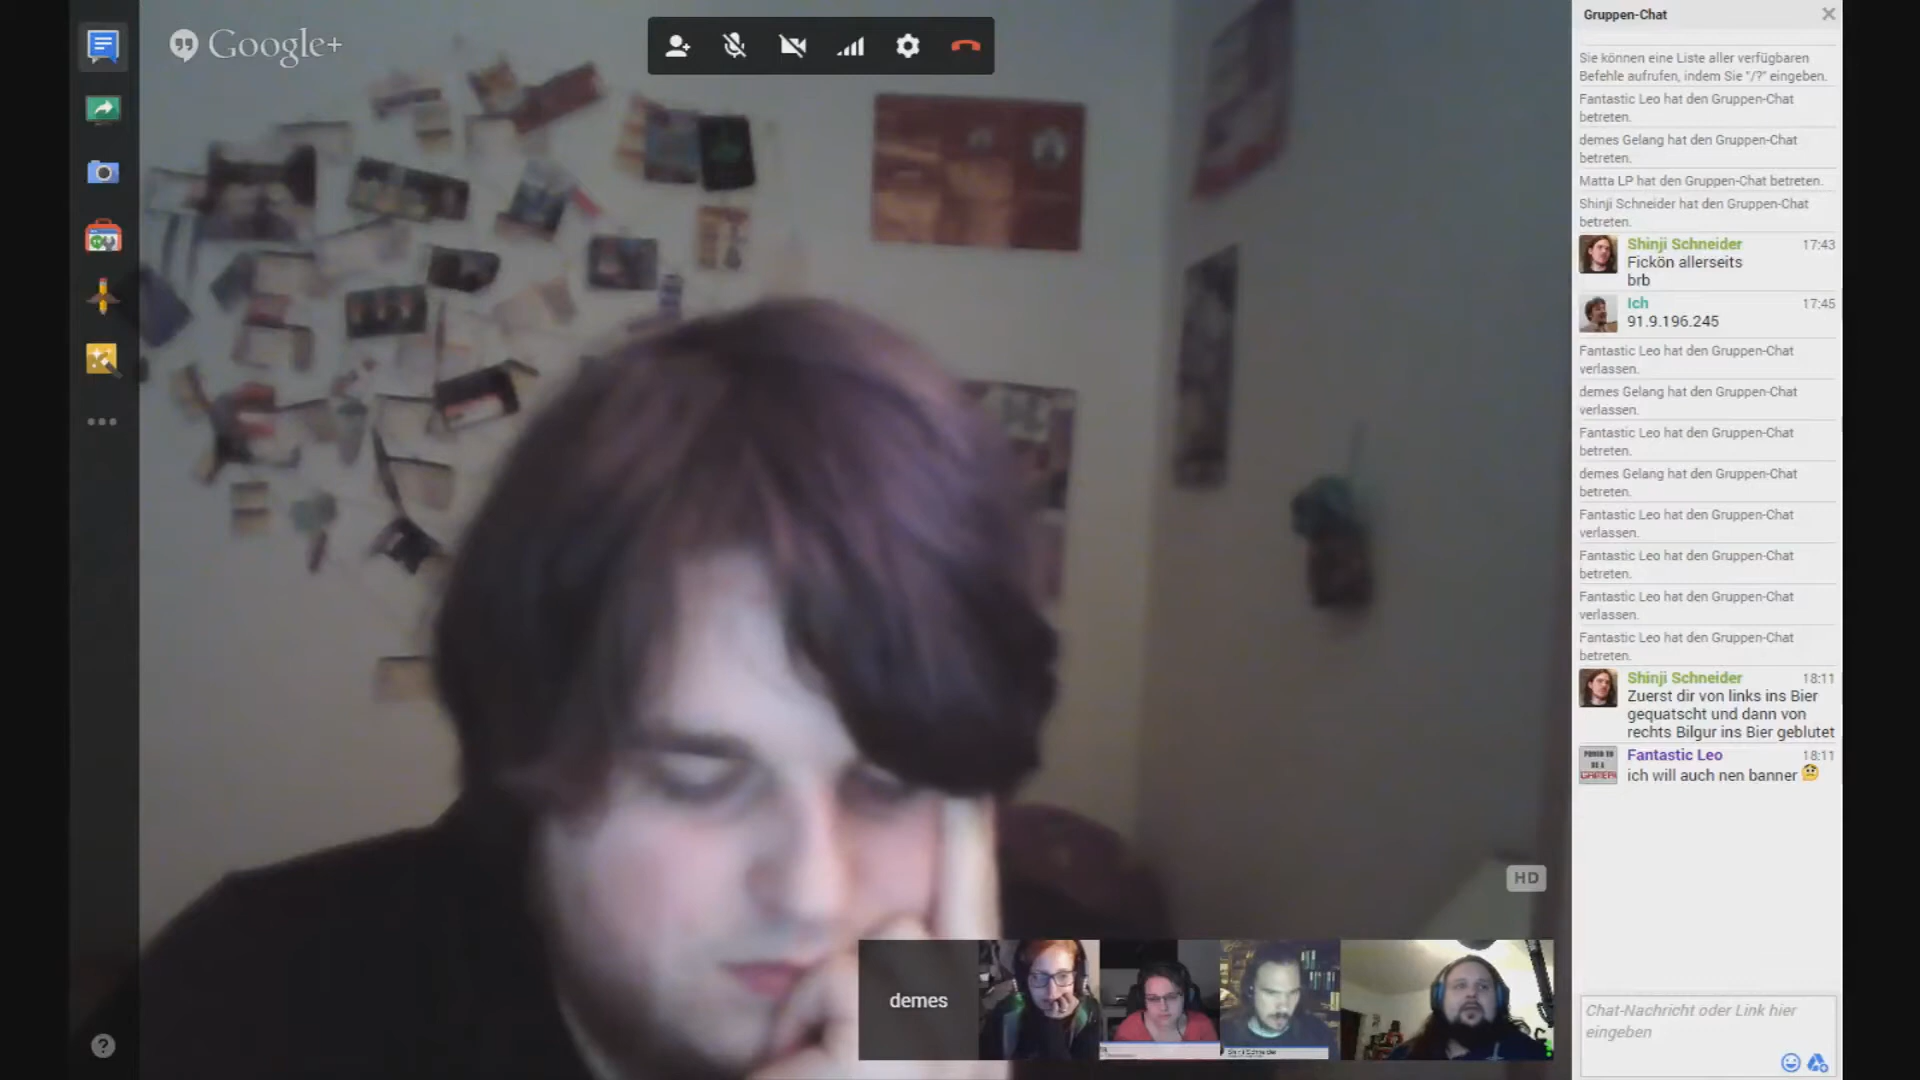 Google+
HD
demes
Shinji Schneider
Gruppen-Chat
Sie können eine Liste aller verfügbaren
Befehle aufrufen, indem Sie "/?" eingeben.
Fantastic Leo hat den Gruppen-Chat
betreten.
demes Gelang hat den Gruppen-Chat
betreten.
Matta LP hat den Gruppen-Chat betreten.
Shinji Schneider hat den Gruppen-Chat
betreten.
Shinji Schneider 17:43
Fickön allerseits
brb
Ich 17:45
91.9.196.245
Fantastic Leo hat den Gruppen-Chat
verlassen.
demes Gelang hat den Gruppen-Chat
verlassen.
Fantastic Leo hat den Gruppen-Chat
betreten.
demes Gelang hat den Gruppen-Chat
betreten.
Fantastic Leo hat den Gruppen-Chat
verlassen.
Fantastic Leo hat den Gruppen-Chat
betreten.
Fantastic Leo hat den Gruppen-Chat
verlassen.
Fantastic Leo hat den Gruppen-Chat
betreten.
Shinji Schneider 18:11
Zuerst dir von links ins Bier
gequatscht und dann von
rechts Bilgur ins Bier geblutet
Fantastic Leo 18:11
ich will auch nen banner
Chat-Nachricht oder Link hier
eingeben